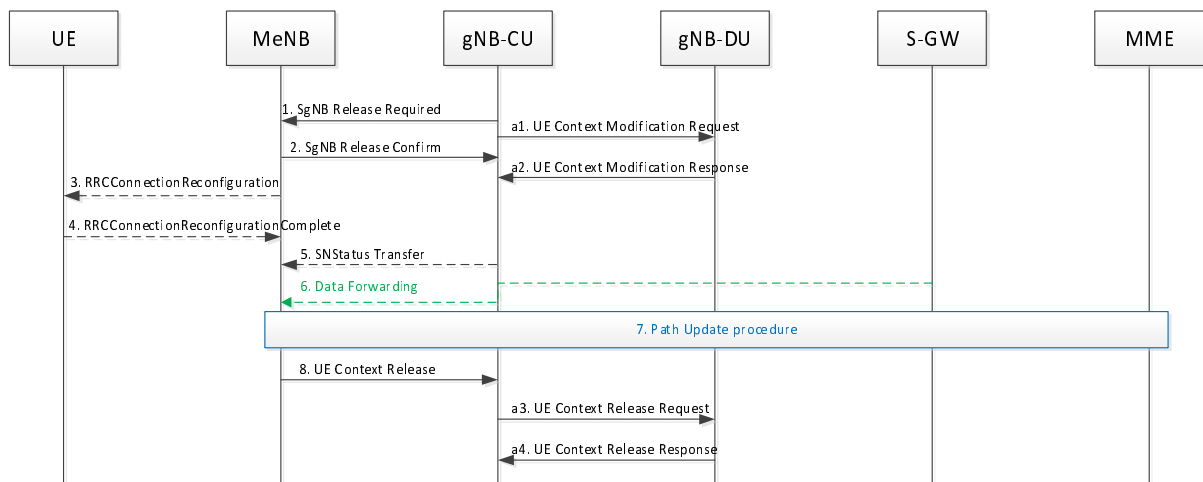 UE
MeNB
gNB-CU
gNB-DU
S-GW
MME
1. SgNB Release Required
a1. UE Context Modification Request
2. SgNB Release Confirm
a2. UE Context Modification Response
3. RRCConnectionReconfiguration
4. RRCConnectionReconfigurationComplete
5. SNStatus Transfer
6. Data Forwarding
7. Path Update procedure
8. UE Context Release
a3. UE Context Release Request
a4. UE Context Release Response